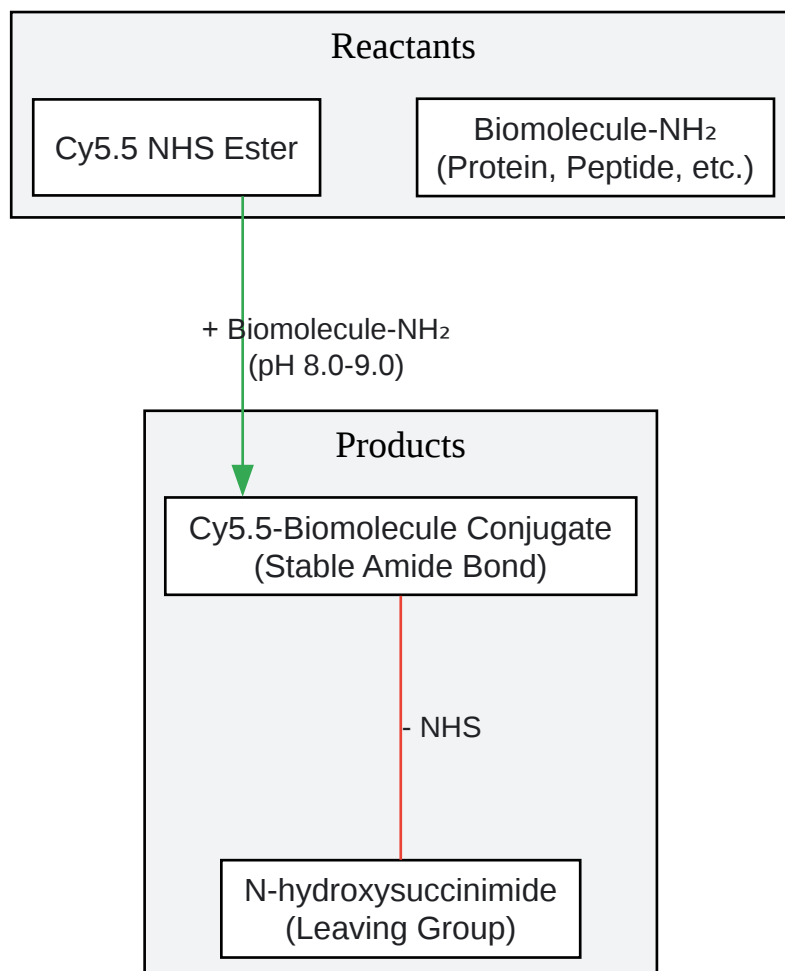 Reactants
Cy5.5 NHS Ester
Biomolecule-NH₂
(Protein, Peptide, etc.)
+ Biomolecule-NH₂
(pH 8.0-9.0)
Products
Cy5.5-Biomolecule Conjugate
(Stable Amide Bond)
- NHS
N-hydroxysuccinimide
(Leaving Group)